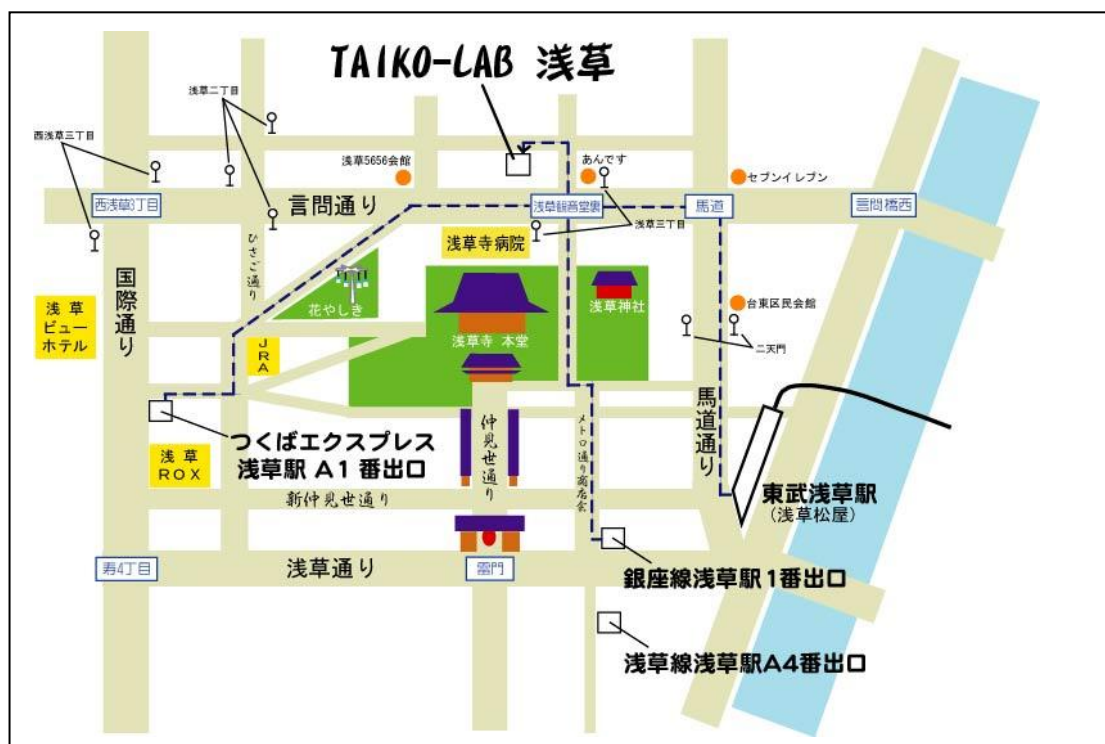 TAIKO-LAB 浅草
浅草二丁目
西浅草三丁目
浅草5656会館
あんです
セブンイレブン
西浅草3丁目
言問通り
浅草観音堂裏
馬道
言問橋西
浅草三丁目
ひさご通り
浅草寺病院
国際通り
花やしき
浅草神社
台東区民会館
浅草
ビュー
ホテル
JRA
浅草寺 本堂
二天門
馬道通り
つくばエクスプレス
浅草駅 A1番出口
仲見世通り
メトロ通り商店会
浅草
ROX
東武浅草駅
(浅草松屋)
新仲見世通り
寿4丁目
浅草通り
雷門
銀座線浅草駅1番出口
浅草線浅草駅A4番出口